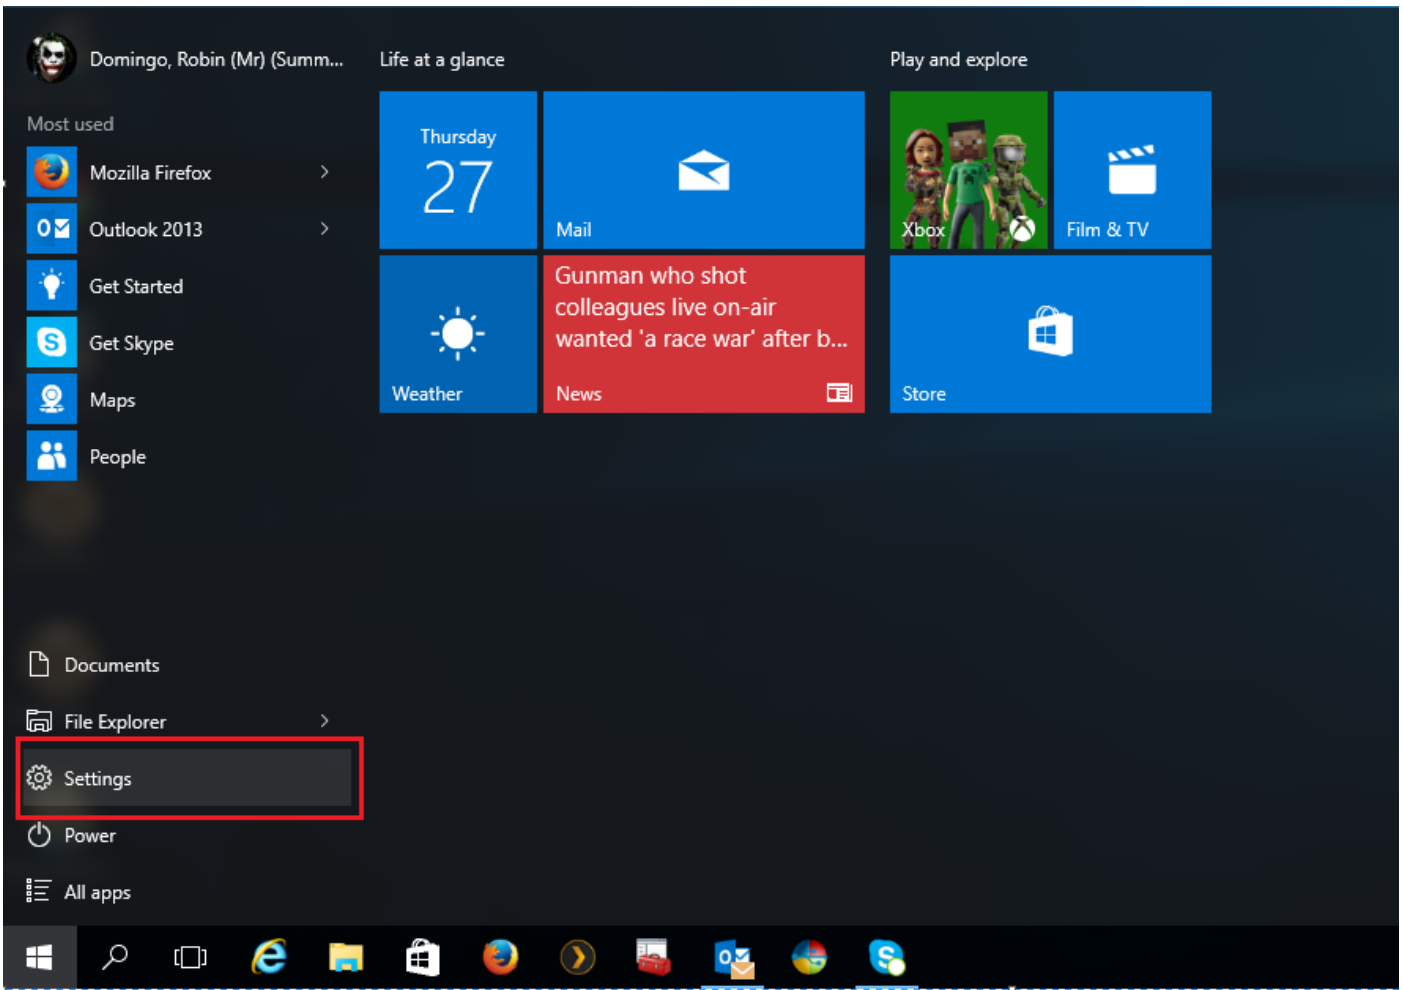 Domingo, Robin (Mr) (Summ...
Most used
Mozilla Firefox
Outlook 2013
Get Started
Get Skype
Maps
People
Documents
File Explorer
Settings
Power
All apps
Life at a glance
Thursday
27
Mail
Weather
Gunman who shot
colleagues live on-air
wanted 'a race war' after b...
News
Play and explore
Xbox
Film & TV
Store